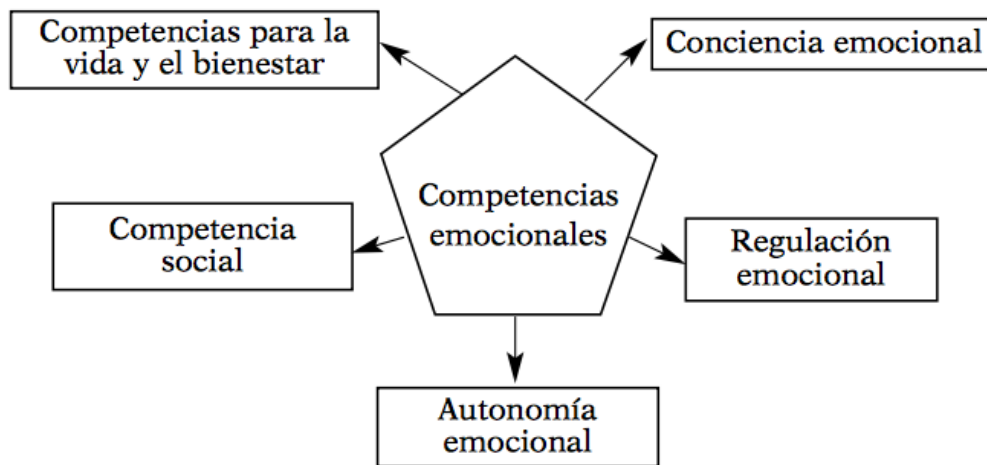 Competencias para la
vida y el bienestar
Conciencia emocional
Competencias
emocionales
Competencia
social
Regulación
emocional
Autonomía
emocional